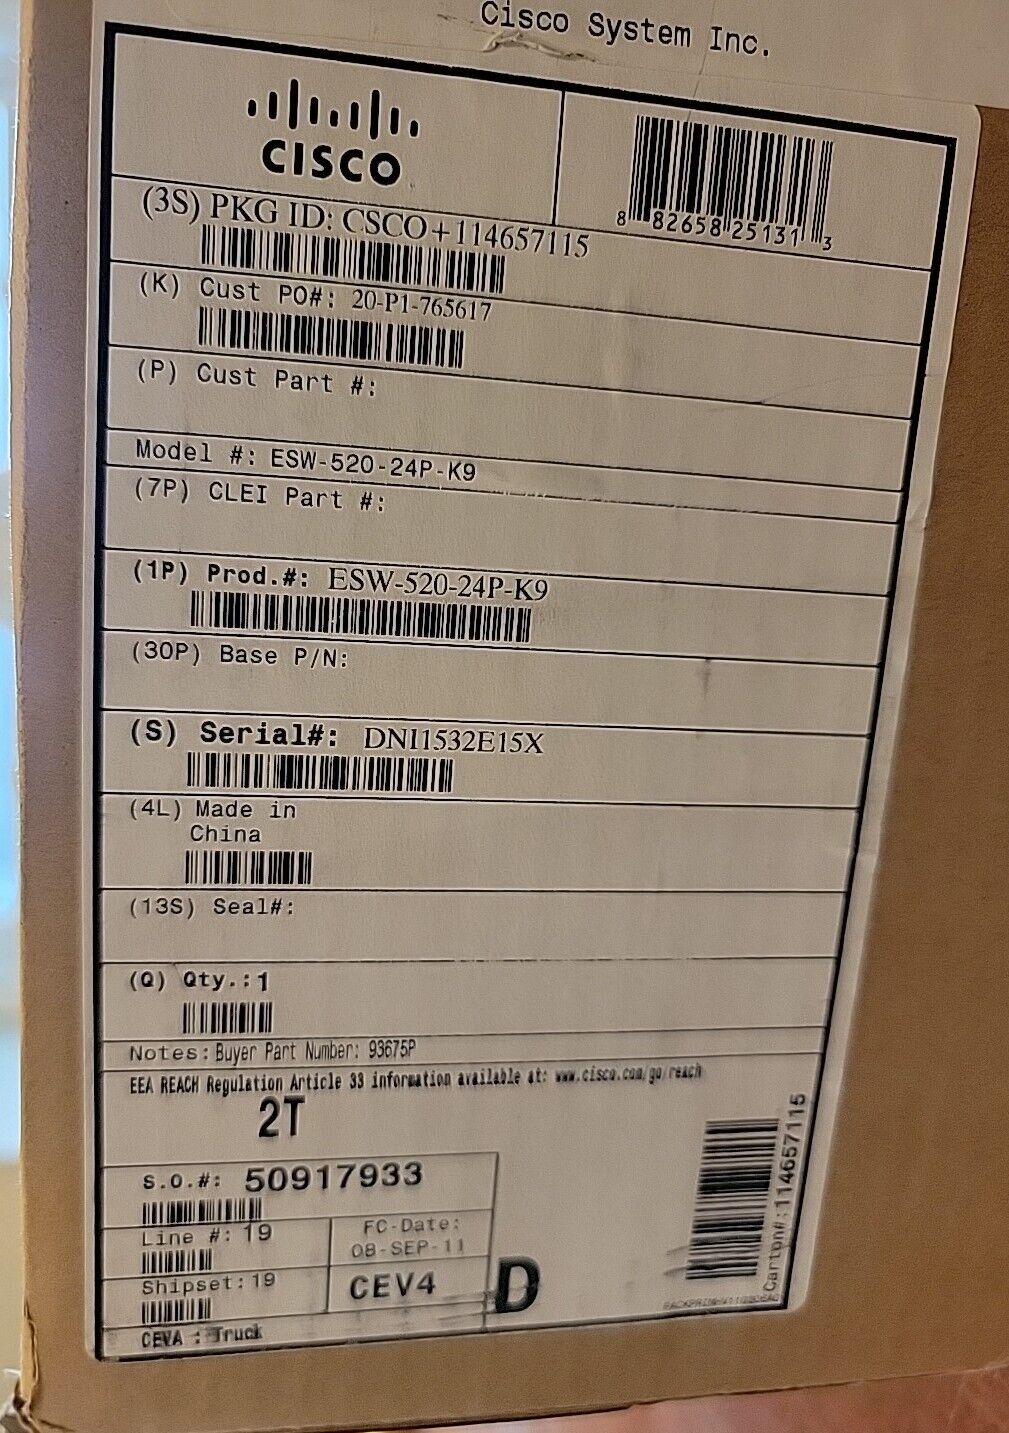 Cisco System Inc.
CISCO
8 82658 25131 3
(3S) PKG ID: CSCO+114657115
(K) Cust PO#: 20-P1-765617
(P) Cust Part #:
Model #: ESW-520-24P-K9
(7P) CLEI Part #:
(1P) Prod.#: ESW-520-24P-K9
(30P) Base P/N:
(S) Serial#: DNI1532E15X
(4L) Made in
China
(13S) Seal#:
(Q) Qty.:1
Notes: Buyer Part Number: 93675P
EEA REACH Regulation Article 33 information available at: www.cisco.com/go/reach
2T
S.O.#: 50917933
Line #: 19
FC-Date:
08-SEP-11
Shipset:19
CEV4
D
CEVA : Truck
Carton#:114657115